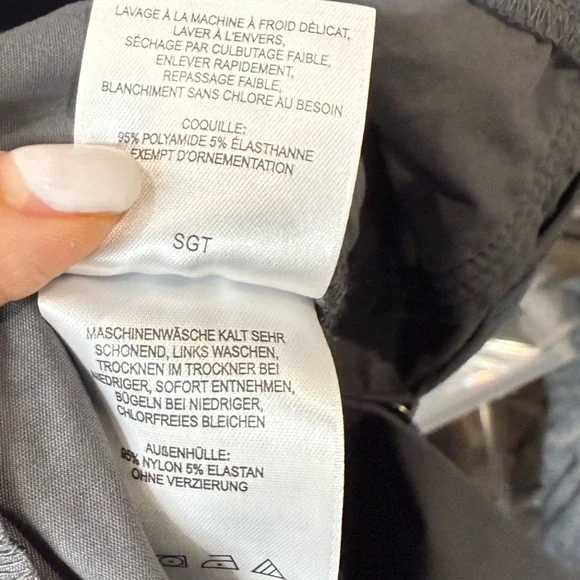 LAVAGE À LA MACHINE À FROID DÉLICAT,
LAVER À L'ENVERS,
SÉCHAGE PAR CULBUTAGE FAIBLE,
ENLEVER RAPIDEMENT,
REPASSAGE FAIBLE,
BLANCHIMENT SANS CHLORE AU BESOIN
COQUILLE:
95% POLYAMIDE 5% ÉLASTHANNE
EXEMPT D'ORNEMENTATION
SGT
MASCHINENWÄSCHE KALT SEHR
SCHONEND, LINKS WASCHEN,
TROCKNEN IM TROCKNER BEI
NIEDRIGER, SOFORT ENTNEHMEN,
BÜGELN BEI NIEDRIGER,
CHLORFREIES BLEICHEN
AUßENHÜLLE:
95% NYLON 5% ELASTAN
OHNE VERZIERUNG